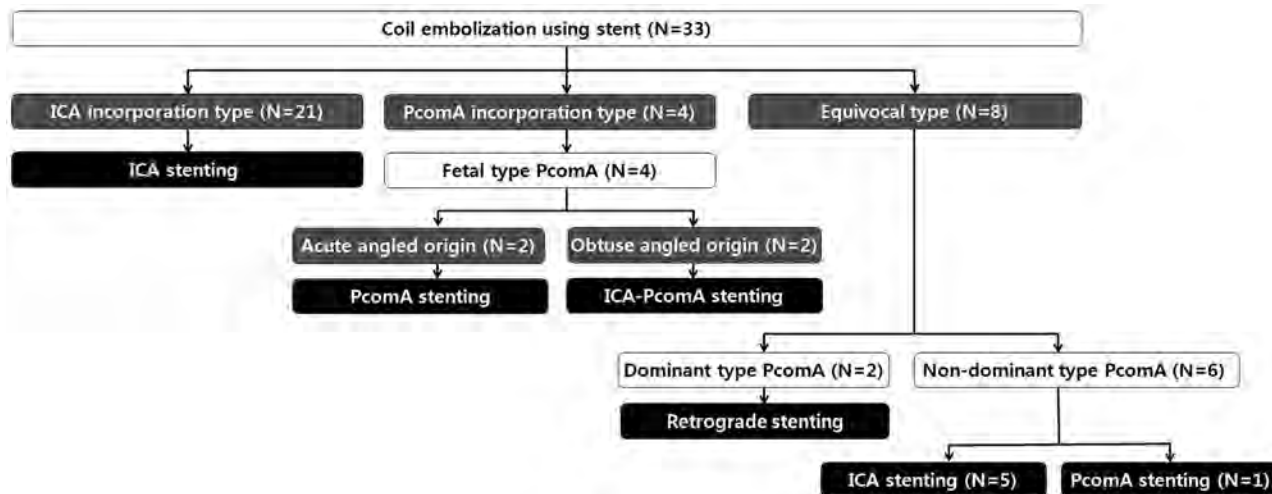 Coil embolization using stent (N=33)
ICA incorporation type (N=21)
PcomA incorporation type (N=4)
Equivocal type (N=8)
ICA stenting
Fetal type PcomA (N=4)
Acute angled origin (N=2)
Obtuse angled origin (N=2)
PcomA stenting
ICA-PcomA stenting
Dominant type PcomA (N=2)
Non-dominant type PcomA (N=6)
Retrograde stenting
ICA stenting (N=5)
PcomA stenting (N=1)